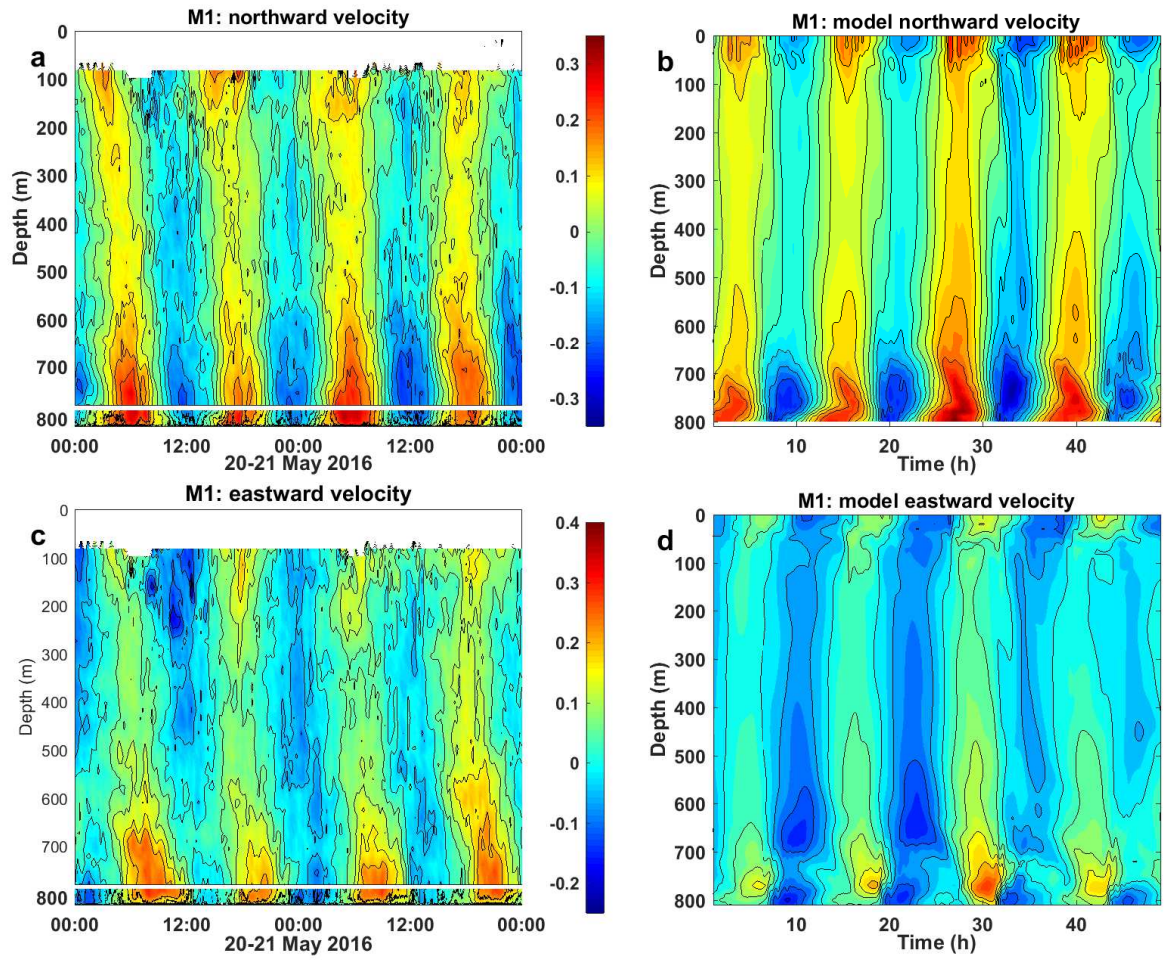 M1: northward velocity
a
0
100
200
300
400
500
600
700
800
Depth (m)
00:00 12:00 00:00 12:00 00:00
20-21 May 2016
0.3
0.2
0.1
0
-0.1
-0.2
-0.3
M1: model northward velocity
b
0
100
200
300
400
500
600
700
800
Depth (m)
10 20 30 40
Time (h)
M1: eastward velocity
c
0
100
200
300
400
500
600
700
800
Depth (m)
00:00 12:00 00:00 12:00 00:00
20-21 May 2016
0.4
0.3
0.2
0.1
0
-0.1
-0.2
M1: model eastward velocity
d
0
100
200
300
400
500
600
700
800
Depth (m)
10 20 30 40
Time (h)